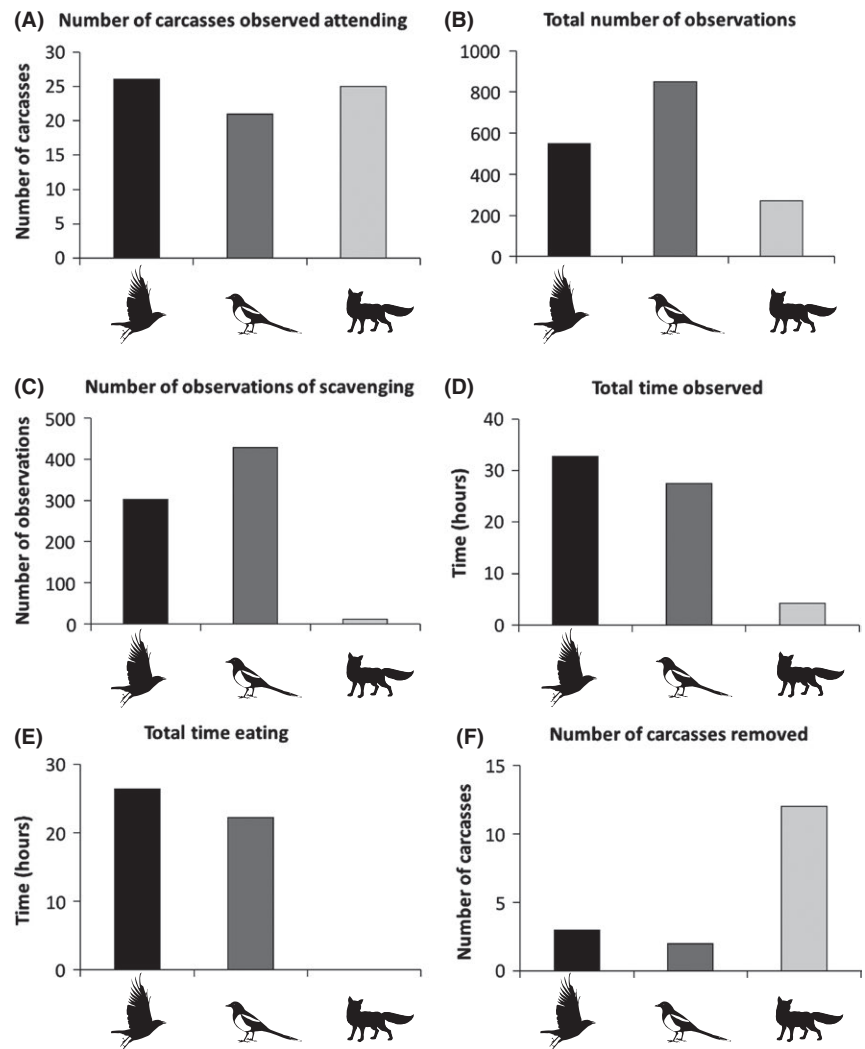 (A)
Number of carcasses observed attending
Number of carcasses
30
25
20
15
10
5
0
(B)
Total number of observations
1000
800
600
400
200
0
(C)
Number of observations of scavenging
Number of observations
500
400
300
200
100
0
(D)
Total time observed
Time (hours)
40
30
20
10
0
(E)
Total time eating
Time (hours)
30
20
10
0
(F)
Number of carcasses removed
Number of carcasses
15
10
5
0